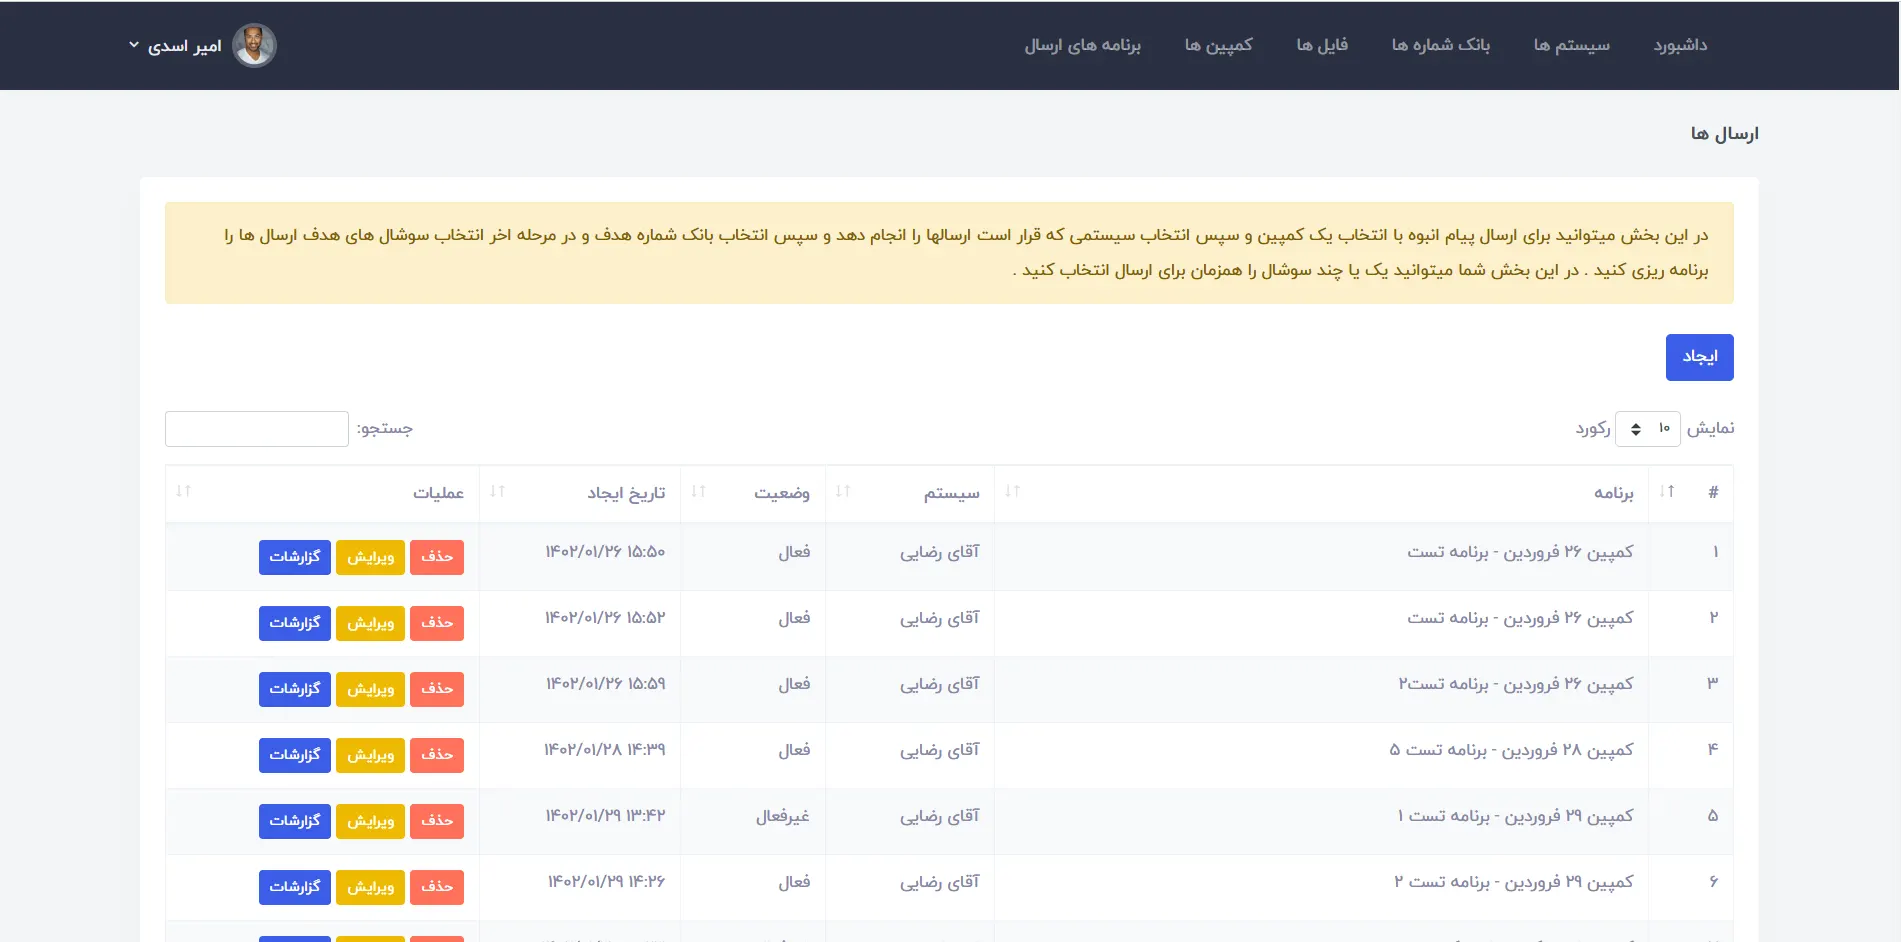 داشبورد سیستم ها بانک شماره ها فایل ها کمپین ها برنامه های ارسال امیر اسدی
ارسال ها
در این بخش میتوانید برای ارسال پیام انبوه با انتخاب یک کمپین و سپس انتخاب سیستمی که قرار است ارسالها را انجام دهد و سپس انتخاب بانک شماره هدف و در مرحله اخر انتخاب سوشال های هدف ارسال ها را
برنامه ریزی کنید . در این بخش شما میتوانید یک یا چند سوشال را همزمان برای ارسال انتخاب کنید .
ایجاد
نمایش ۱۰ رکورد جستجو:
# برنامه سیستم وضعیت تاریخ ایجاد عملیات
۱ کمپین ۲۶ فروردین - برنامه تست آقای رضایی فعال ۱۵:۵۰ ۱۴۰۲/۰۱/۲۶ حذف ویرایش گزارشات
۲ کمپین ۲۶ فروردین - برنامه تست آقای رضایی فعال ۱۵:۵۲ ۱۴۰۲/۰۱/۲۶ حذف ویرایش گزارشات
۳ کمپین ۲۶ فروردین - برنامه تست۲ آقای رضایی فعال ۱۵:۵۹ ۱۴۰۲/۰۱/۲۶ حذف ویرایش گزارشات
۴ کمپین ۲۸ فروردین - برنامه تست ۵ آقای رضایی فعال ۱۴:۳۹ ۱۴۰۲/۰۱/۲۸ حذف ویرایش گزارشات
۵ کمپین ۲۹ فروردین - برنامه تست ۱ آقای رضایی غیرفعال ۱۳:۴۲ ۱۴۰۲/۰۱/۲۹ حذف ویرایش گزارشات
۶ کمپین ۲۹ فروردین - برنامه تست ۲ آقای رضایی فعال ۱۴:۲۶ ۱۴۰۲/۰۱/۲۹ حذف ویرایش گزارشات